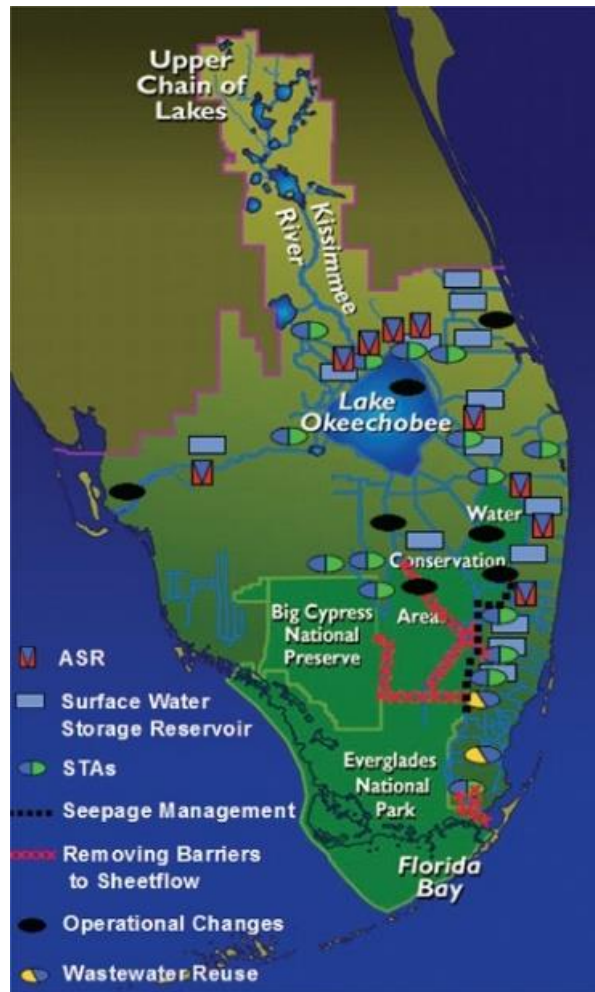 Upper
Chain of
Lakes
Kissimmee
River
Lake
Okeechobee
Water
Conservation
Area
Big Cypress
National
Preserve
Everglades
National
Park
Florida
Bay
ASR
Surface Water
Storage Reservoir
STAs
Seepage Management
Removing Barriers
to Sheetflow
Operational Changes
Wastewater Reuse